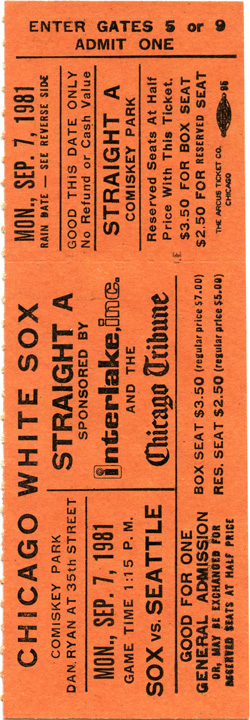 ENTER GATES 5 or 9
ADMIT ONE
MON., SEP. 7, 1981
RAIN DATE — SEE REVERSE SIDE
GOOD THIS DATE ONLY
No Refund or Cash Value
STRAIGHT A
COMISKEY PARK
Reserved Seats At Half
Price With This Ticket.
$3.50 FOR BOX SEAT
$2.50 FOR RESERVED SEAT
THE ARCUS TICKET CO.
CHICAGO
CHICAGO WHITE SOX
COMISKEY PARK
DAN RYAN AT 35th STREET
STRAIGHT A
SPONSORED BY
interlake, inc.
AND THE
Chicago Tribune
MON., SEP. 7, 1981
GAME TIME 1:15 P. M.
SOX vs. SEATTLE
GOOD FOR ONE
GENERAL ADMISSION
OR, MAY BE EXCHANGED FOR
RESERVED SEATS AT HALF PRICE
BOX SEAT $3.50 (regular price $7.00)
RES. SEAT $2.50 (regular price $5.00)